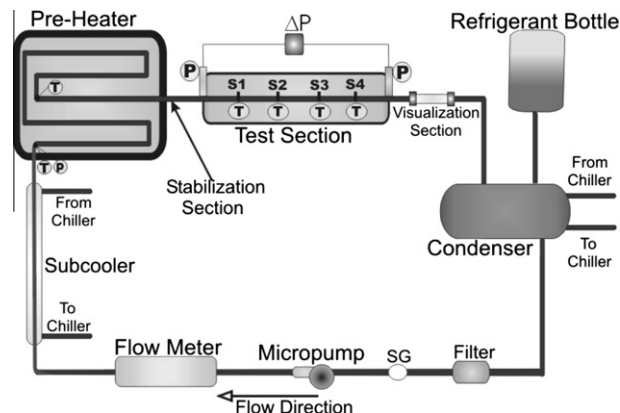 Pre-Heater
ΔP
Refrigerant Bottle
T
P
P
S1 S2 S3 S4
T T T T
Test Section
Visualization
Section
T P
Stabilization
Section
From
Chiller
From
Chiller
Condenser
To
Chiller
Subcooler
To
Chiller
Flow Meter
Micropump
SG
Filter
Flow Direction